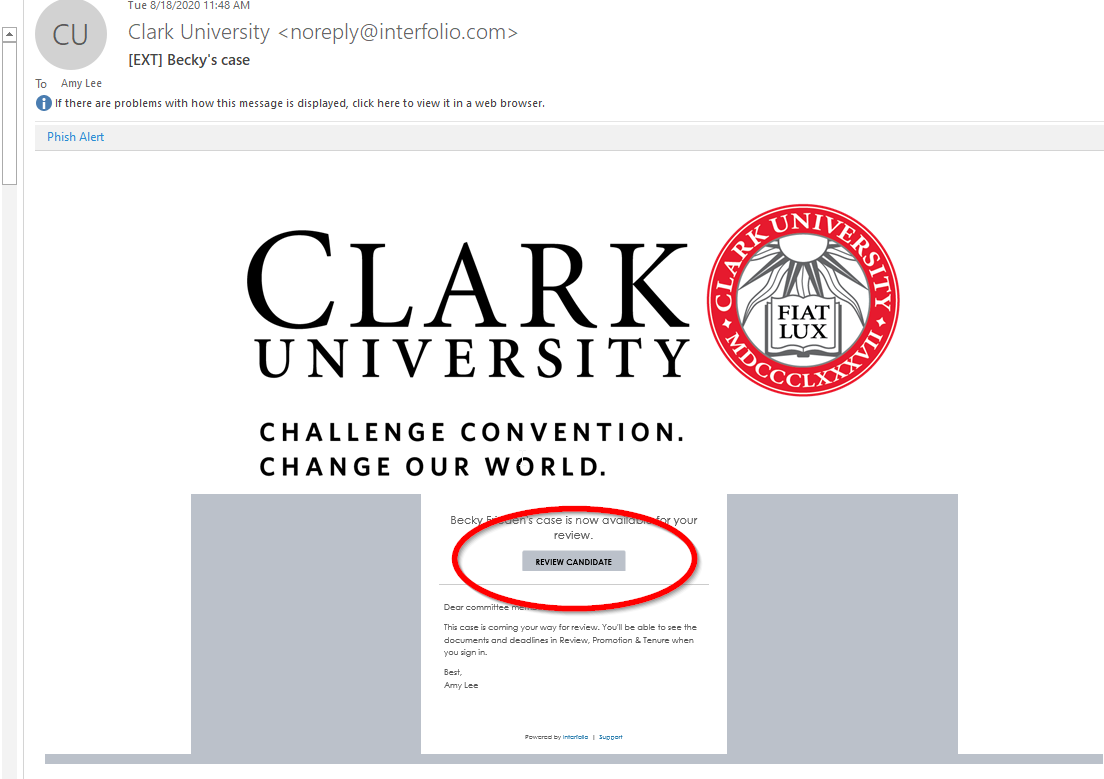 Tue 8/18/2020 11:48 AM
CU
Clark University <noreply@interfolio.com>
[EXT] Becky's case
To Amy Lee
i If there are problems with how this message is displayed, click here to view it in a web browser.
Phish Alert
CLARK
UNIVERSITY
CLARK UNIVERSITY
FIAT
LUX
MDCCCLXXXVII
CHALLENGE CONVENTION.
CHANGE OUR WORLD.
Becky Frieden's case is now available for your
review.
REVIEW CANDIDATE
Dear committee
This case is coming your way for review. You'll be able to see the
documents and deadlines in Review, Promotion & Tenure when
you sign in.
Best,
Amy Lee
Powered by Interfolio | Support